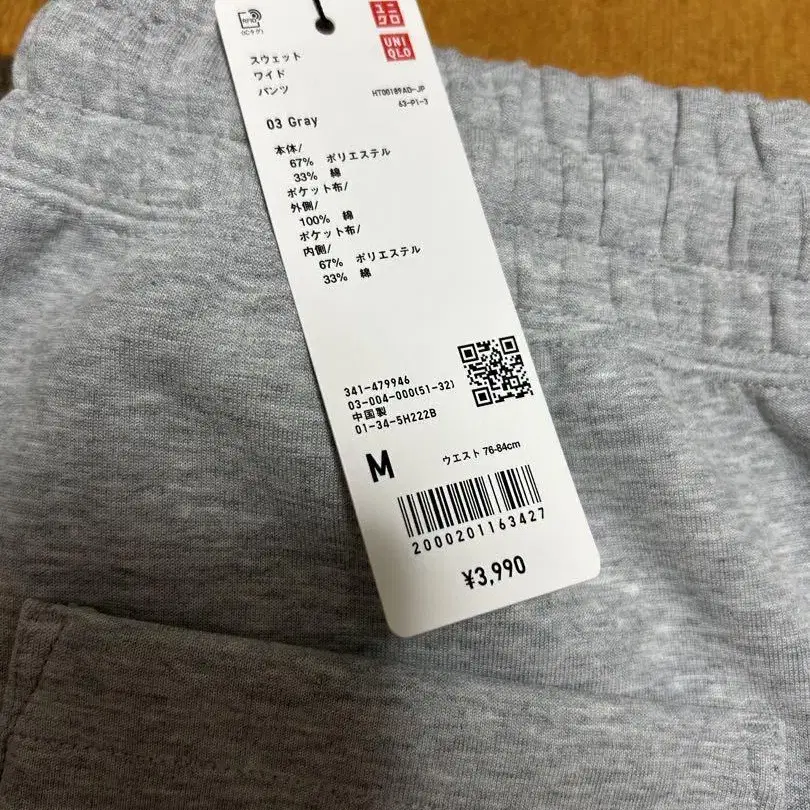 RFID
(ICタグ)
ユニ
クロ
UNI
QLO
スウェット
ワイド
パンツ
HT00189AD-JP
63-P1-3
03 Gray
本体/
67% ポリエステル
33% 綿
ポケット布/
外側/
100% 綿
ポケット布/
内側/
67% ポリエステル
33% 綿
341-479946
03-004-000(51-32)
中国製
01-34-5H222B
M
ウエスト 76-84cm
2000201163427
¥3,990